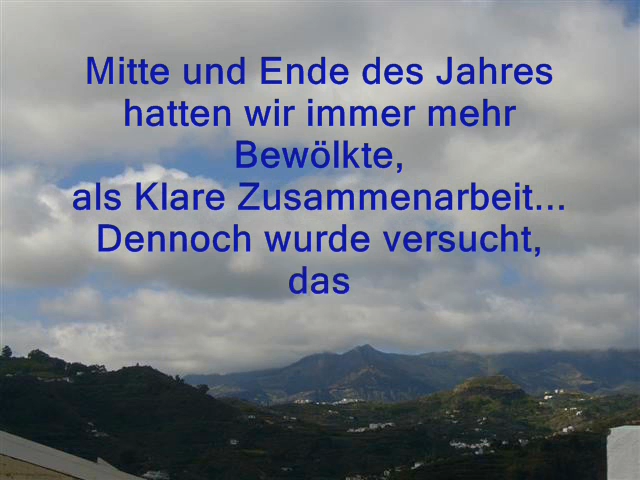 Mitte und Ende des Jahres
hatten wir immer mehr
Bewölkte,
als Klare Zusammenarbeit...
Dennoch wurde versucht,
das